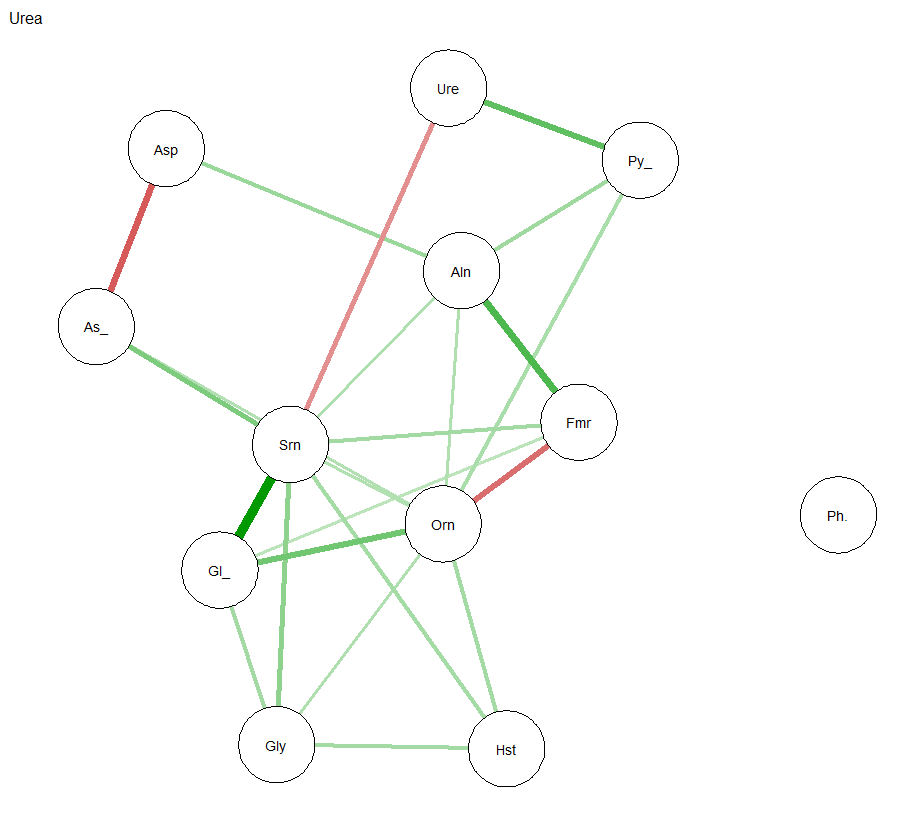 Urea
Ure
Asp
Py_
Aln
As_
Fmr
Srn
Ph.
Orn
Gl_
Gly
Hst